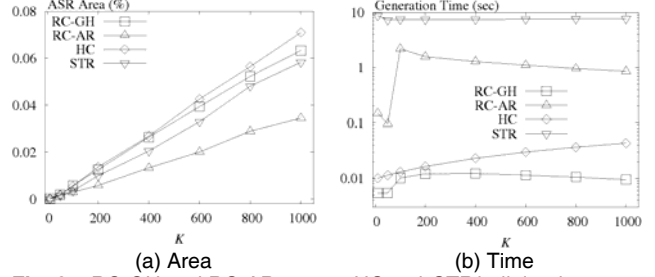 ASR Area (%)
0.08
0.06
0.04
0.02
0
RC-GH
RC-AR
HC
STR
0 200 400 600 800 1000
K
(a) Area
Generation Time (sec)
10
1
0.1
0.01
RC-GH
RC-AR
HC
STR
0 200 400 600 800 1000
K
(b) Time